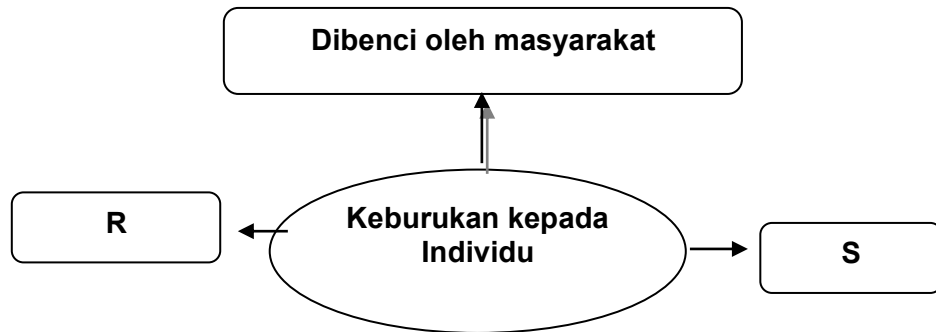 Dibenci oleh masyarakat
R
Keburukan kepada
Individu
S